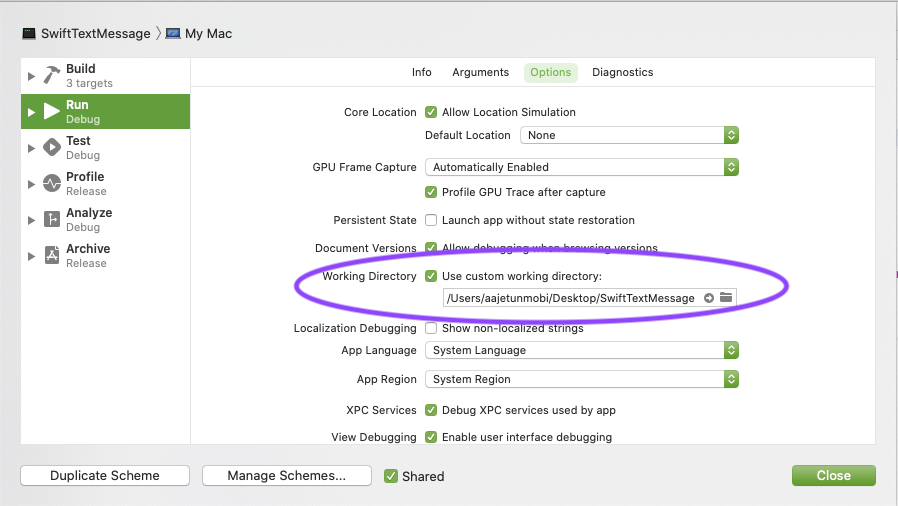 SwiftTextMessage My Mac
Build
3 targets
Run
Debug
Test
Debug
Profile
Release
Analyze
Debug
Archive
Release
Info Arguments Options Diagnostics
Core Location Allow Location Simulation
Default Location None
GPU Frame Capture Automatically Enabled
Profile GPU Trace after capture
Persistent State Launch app without state restoration
Document Versions Allow debugging when browsing versions
Working Directory Use custom working directory:
/Users/aajetunmobi/Desktop/SwiftTextMessage
Localization Debugging Show non-localized strings
App Language System Language
App Region System Region
XPC Services Debug XPC services used by app
View Debugging Enable user interface debugging
Duplicate Scheme Manage Schemes... Shared Close